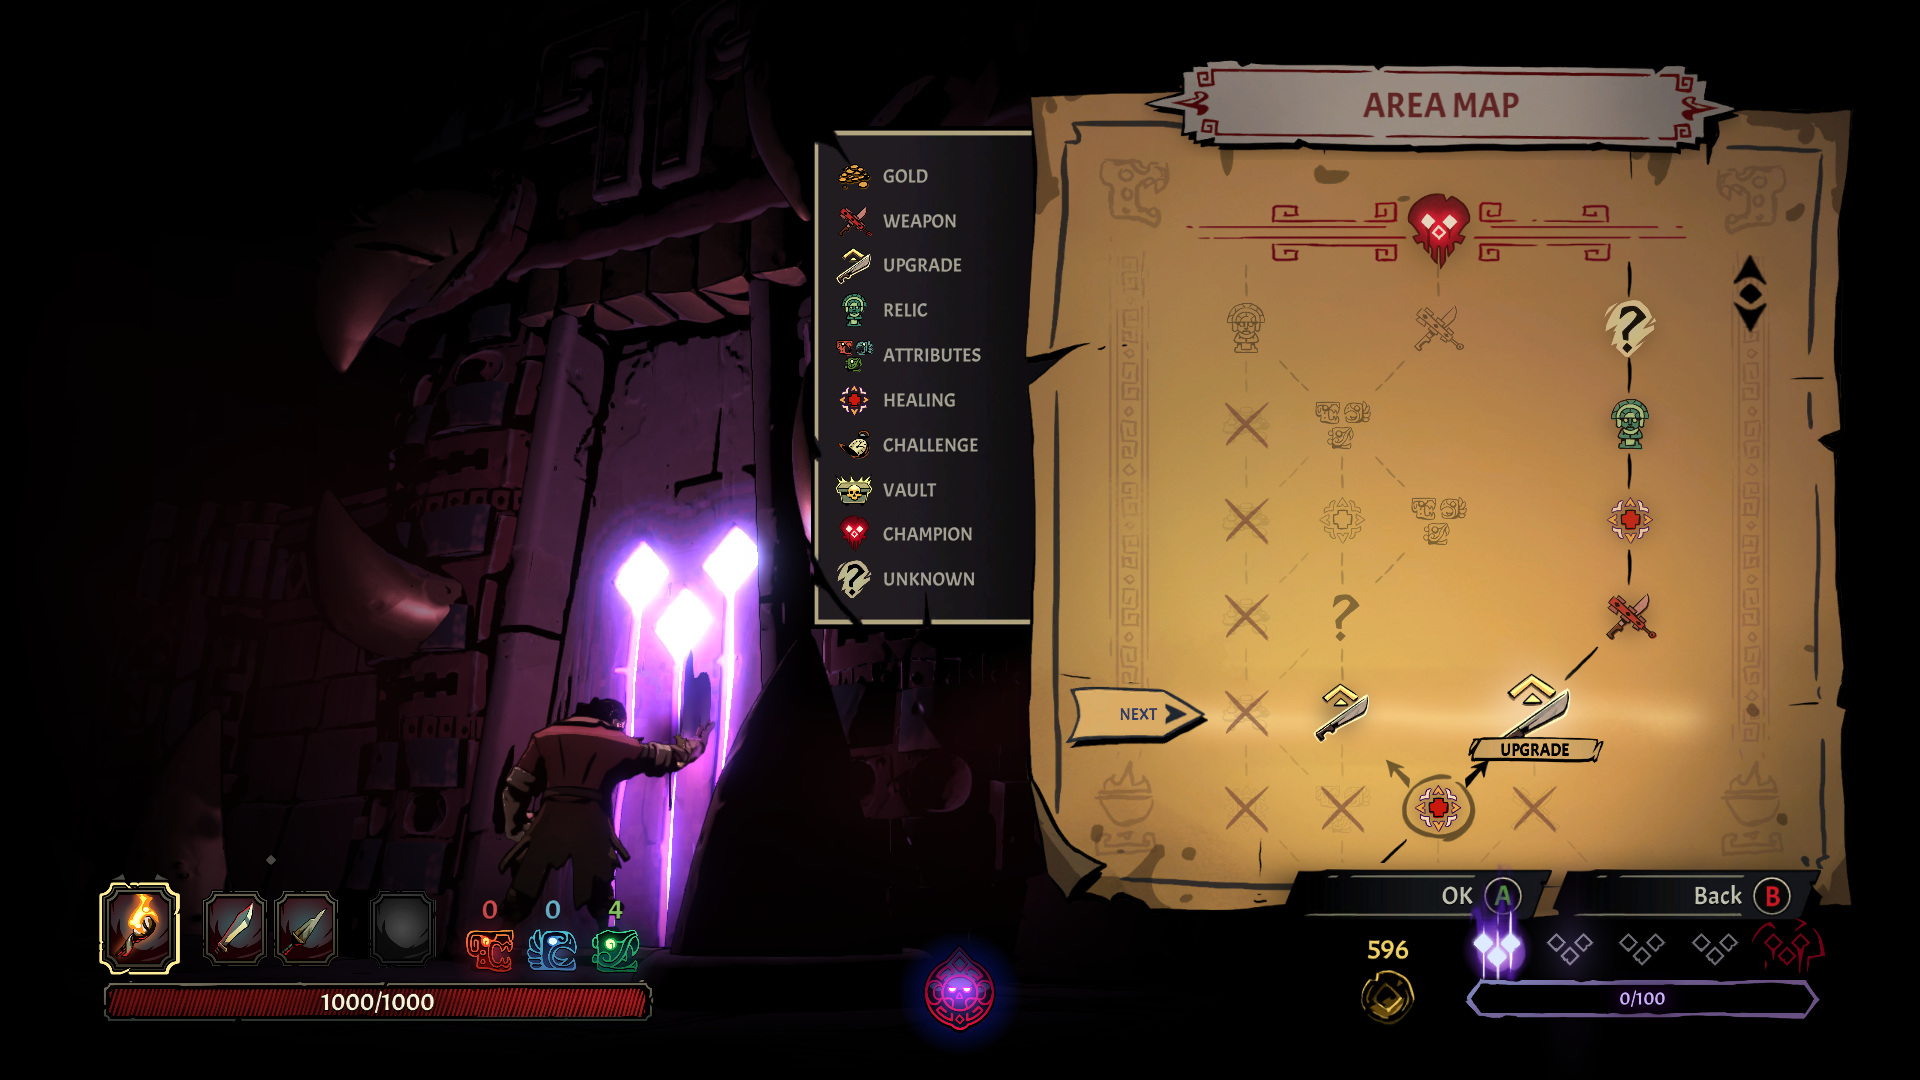 AREA MAP
GOLD
WEAPON
UPGRADE
RELIC
ATTRIBUTES
HEALING
CHALLENGE
VAULT
CHAMPION
? UNKNOWN
?
?
NEXT
UPGRADE
OK A
Back B
0 0 4
596
1000/1000
0/100